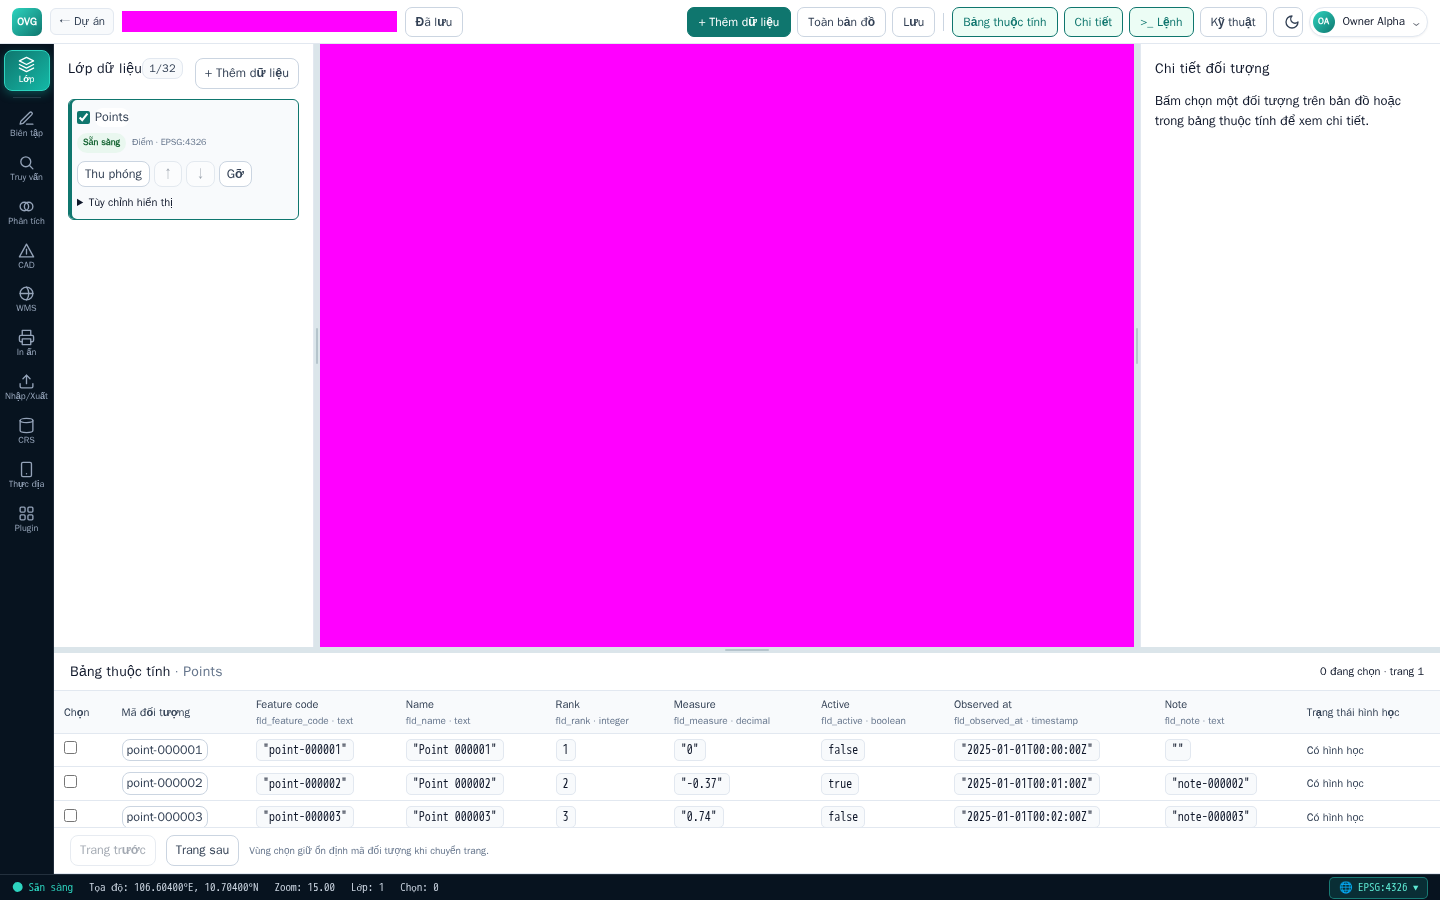 OVG ← Dự án Đã lưu + Thêm dữ liệu Toàn bản đồ Lưu Bảng thuộc tính Chi tiết >_ Lệnh Kỹ thuật OA Owner Alpha
Lớp
Biên tập
Truy vấn
Phân tích
CAD
WMS
In ấn
Nhập/Xuất
CRS
Thực địa
Plugin
Lớp dữ liệu 1/32 + Thêm dữ liệu
Points
Sẵn sàng Điểm · EPSG:4326
Thu phóng ↑ ↓ Gỡ
▶ Tùy chỉnh hiển thị
Chi tiết đối tượng
Bấm chọn một đối tượng trên bản đồ hoặc
trong bảng thuộc tính để xem chi tiết.
Bảng thuộc tính · Points 0 đang chọn · trang 1
Chọn Mã đối tượng Feature code Name Rank Measure Active Observed at Note Trạng thái hình học
fld_feature_code · text fld_name · text fld_rank · integer fld_measure · decimal fld_active · boolean fld_observed_at · timestamp fld_note · text
point-000001 "point-000001" "Point 000001" 1 "0" false "2025-01-01T00:00:00Z" "" Có hình học
point-000002 "point-000002" "Point 000002" 2 "-0.37" true "2025-01-01T00:01:00Z" "note-000002" Có hình học
point-000003 "point-000003" "Point 000003" 3 "0.74" false "2025-01-01T00:02:00Z" "note-000003" Có hình học
Trang trước Trang sau Vùng chọn giữ ổn định mã đối tượng khi chuyển trang.
Sẵn sàng Tọa độ: 106.60400°E, 10.70400°N Zoom: 15.00 Lớp: 1 Chọn: 0 EPSG:4326 ▼